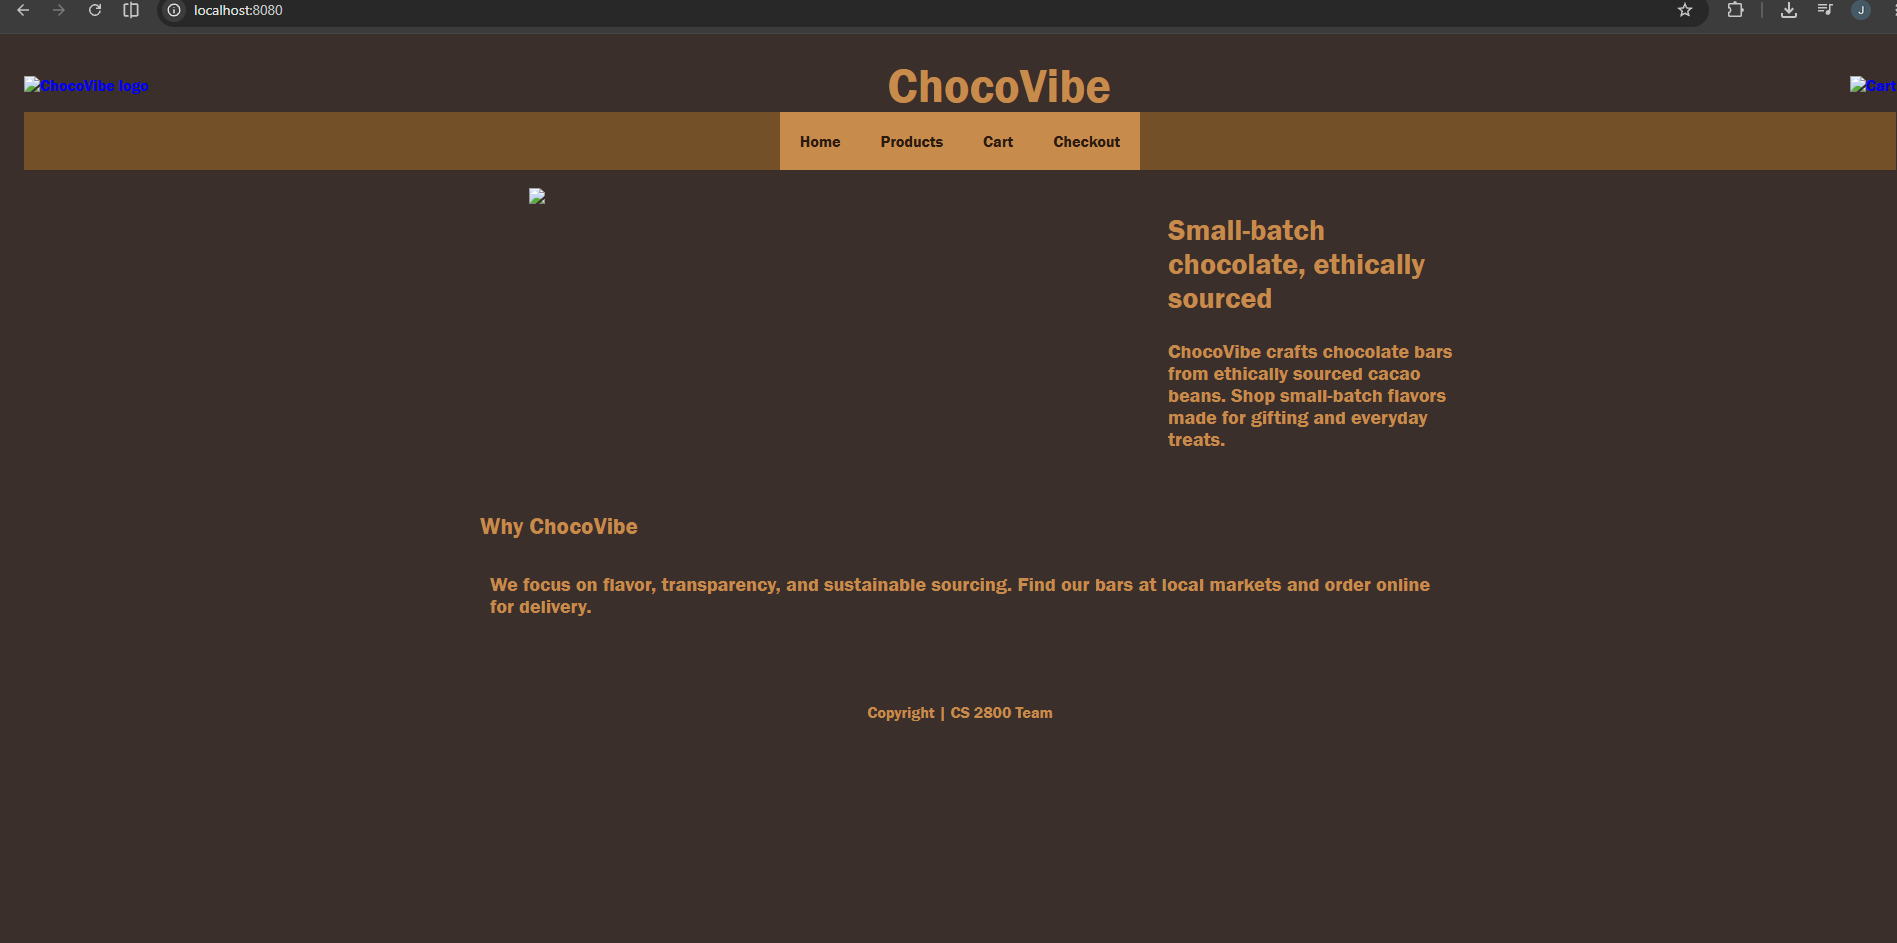 localhost:8080
J
ChocoVibe logo
ChocoVibe
Cart
Home Products Cart Checkout
Small-batch
chocolate, ethically
sourced
ChocoVibe crafts chocolate bars
from ethically sourced cacao
beans. Shop small-batch flavors
made for gifting and everyday
treats.
Why ChocoVibe
We focus on flavor, transparency, and sustainable sourcing. Find our bars at local markets and order online
for delivery.
Copyright | CS 2800 Team